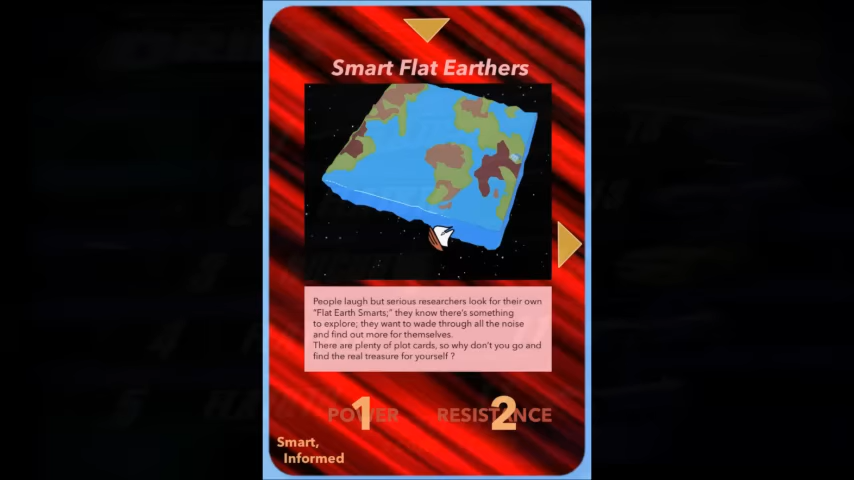 Smart Flat Earthers
People laugh but serious researchers look for their own
“Flat Earth Smarts;” they know there's something
to explore; they want to wade through all the noise
and find out more for themselves.
There are plenty of plot cards, so why don't you go and
find the real treasure for yourself ?
POWER 1 RESISTANCE 2
Smart,
Informed